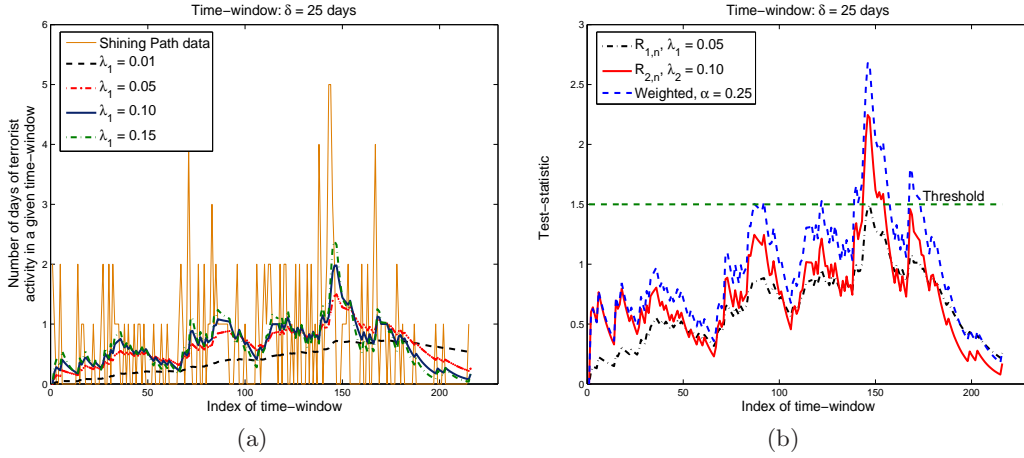 Time-window: δ = 25 days
Number of days of terrorist
activity in a given time-window
6
5
4
3
2
1
0
Shining Path data
λ1 = 0.01
λ1 = 0.05
λ1 = 0.10
λ1 = 0.15
0 50 100 150 200
Index of time-window
(a)
Time-window: δ = 25 days
Test-statistic
3
2.5
2
1.5
1
0.5
0
R1,n, λ1 = 0.05
R2,n, λ2 = 0.10
Weighted, α = 0.25
Threshold
0 50 100 150 200
Index of time-window
(b)